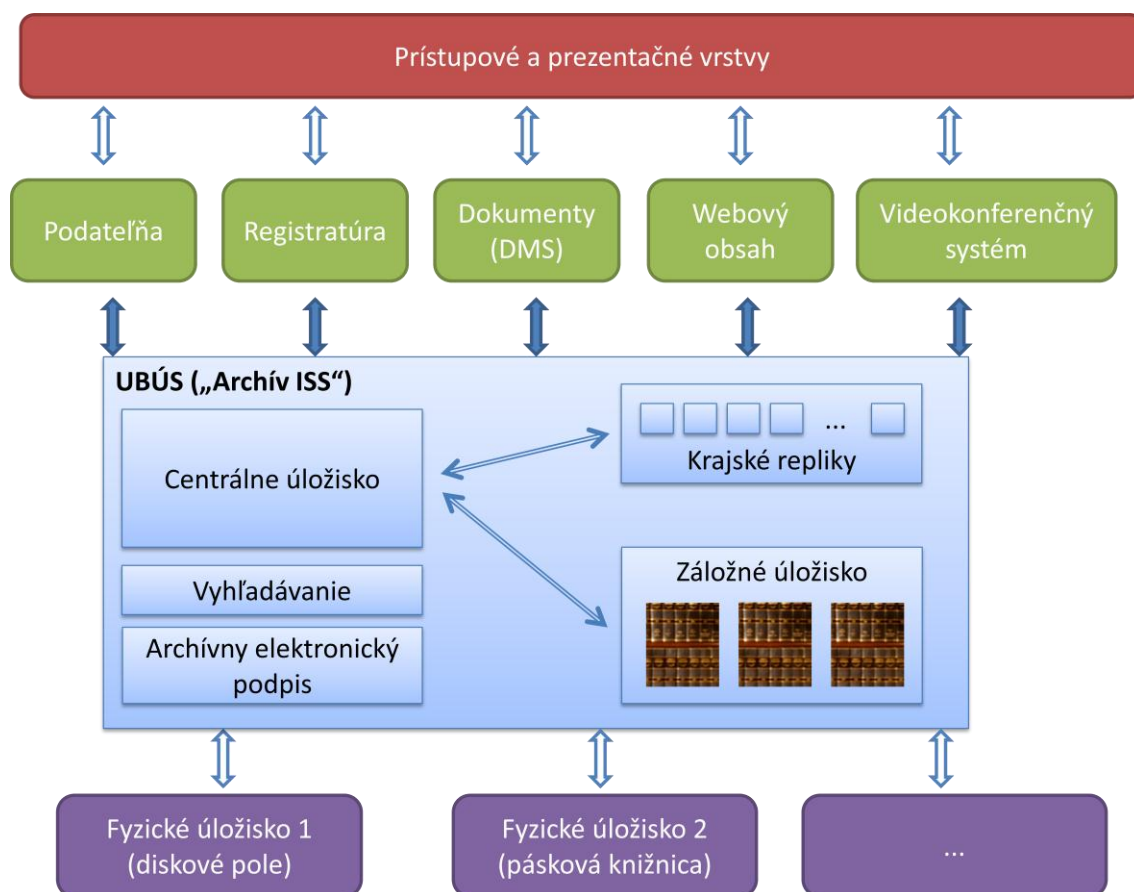 Prístupové a prezentačné vrstvy
Podateľňa
Registratúra
Dokumenty
(DMS)
Webový
obsah
Videokonferenčný
systém
UBÚS („Archív ISS“)
Centrálne úložisko
...
Krajské repliky
Vyhľadávanie
Záložné úložisko
Archívny elektronický
podpis
Fyzické úložisko 1
(diskové pole)
Fyzické úložisko 2
(pásková knižnica)
...